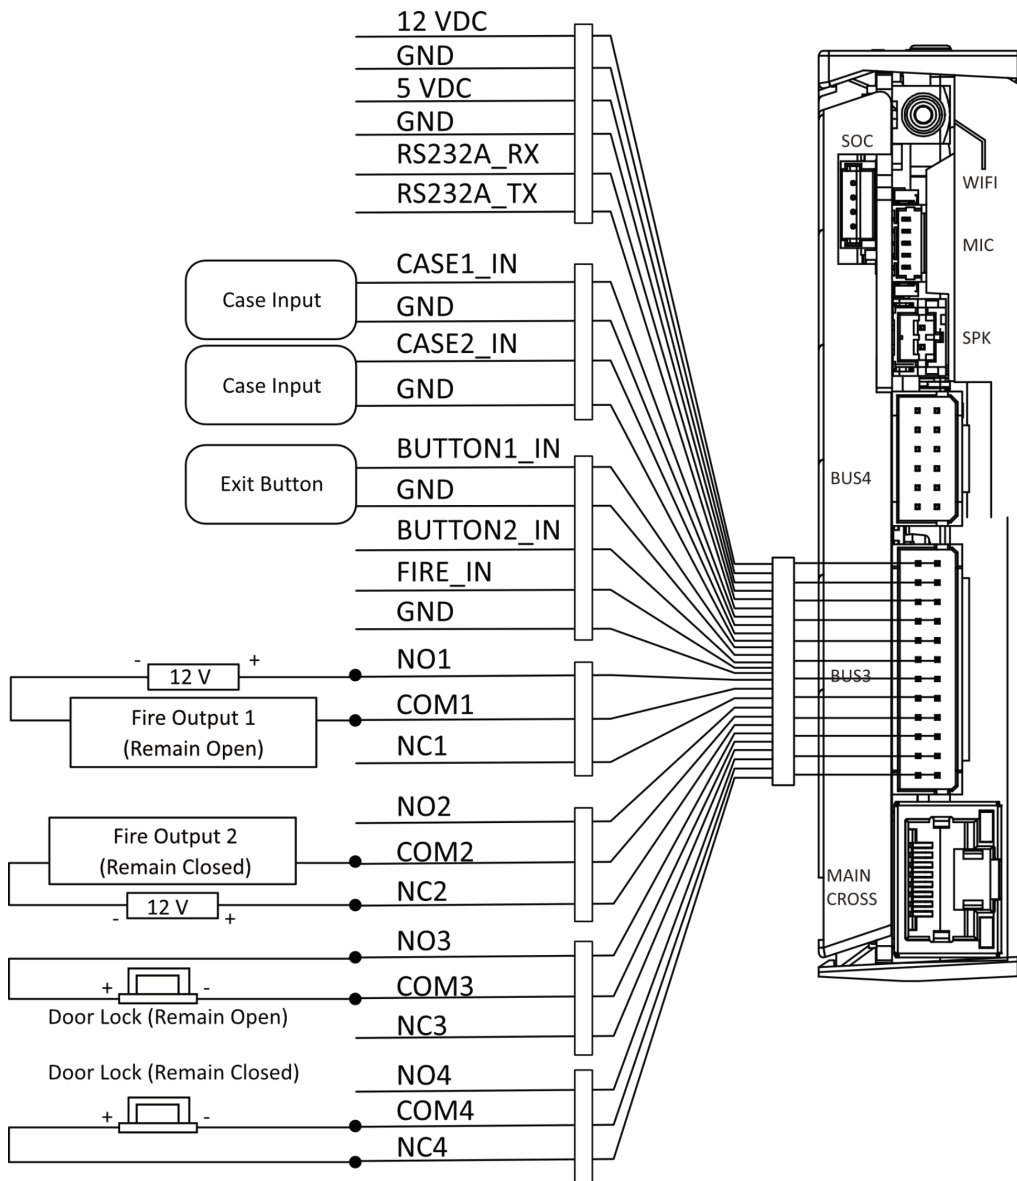 12 VDC
GND
5 VDC
GND
RS232A_RX
RS232A_TX
CASE1_IN
Case Input
GND
CASE2_IN
Case Input
GND
BUTTON1_IN
Exit Button
GND
BUTTON2_IN
FIRE_IN
GND
NO1
- 12 V +
COM1
Fire Output 1
(Remain Open)
NC1
NO2
Fire Output 2
(Remain Closed)
COM2
NC2
- 12 V +
NO3
COM3
+ -
Door Lock (Remain Open)
NC3
Door Lock (Remain Closed)
NO4
COM4
+ -
NC4
SOC
WIFI
MIC
SPK
BUS4
BUS3
MAIN
CROSS